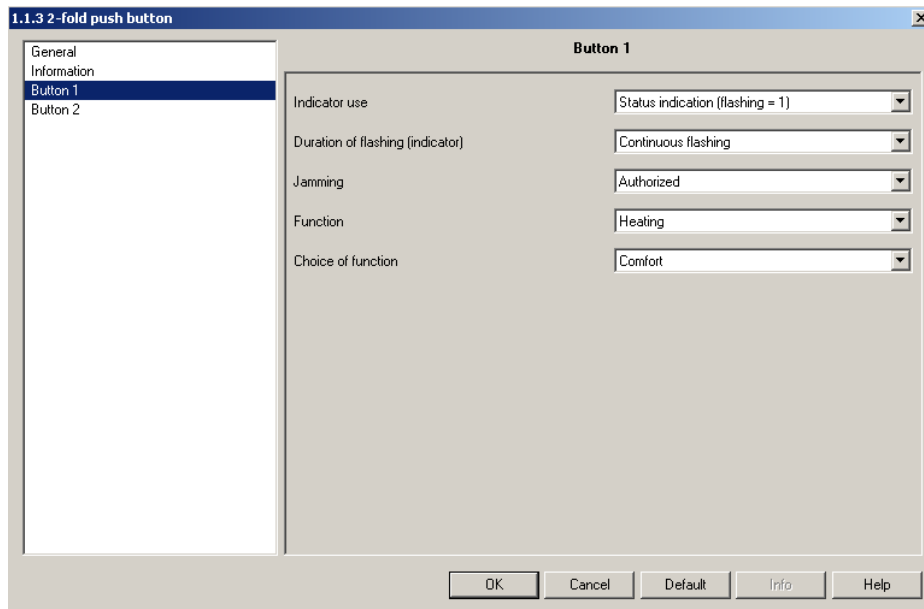 1.1.3 2-fold push button
General
Information
Button 1
Button 2
Button 1
Indicator use
Status indication (flashing = 1)
Duration of flashing (indicator)
Continuous flashing
Jamming
Authorized
Function
Heating
Choice of function
Comfort
OK
Cancel
Default
Info
Help